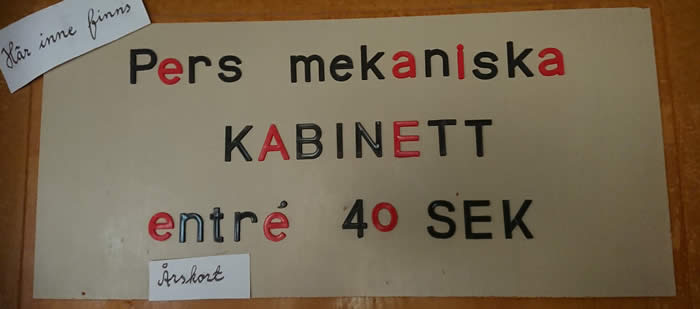 Här inne finns
Pers mekaniska
KABINETT
entré 40 SEK
Årskort